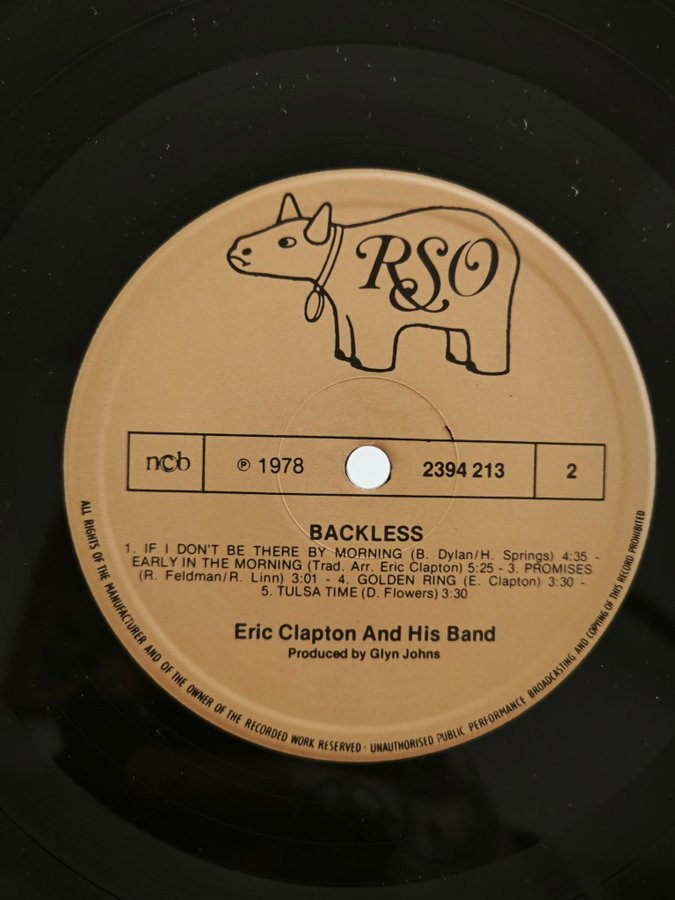 RSO
ncb
℗ 1978
2394 213
2
BACKLESS
1. IF I DON'T BE THERE BY MORNING (B. Dylan/H. Springs) 4:35 -
EARLY IN THE MORNING (Trad. Arr. Eric Clapton) 5:25 - 3. PROMISES
(R. Feldman/R. Linn) 3:01 - 4. GOLDEN RING (E. Clapton) 3:30 -
5. TULSA TIME (D. Flowers) 3:30
Eric Clapton And His Band
Produced by Glyn Johns
ALL RIGHTS OF THE MANUFACTURER AND OF THE OWNER OF THE RECORDED WORK RESERVED · UNAUTHORISED PUBLIC PERFORMANCE BROADCASTING AND COPYING OF THIS RECORD PROHIBITED